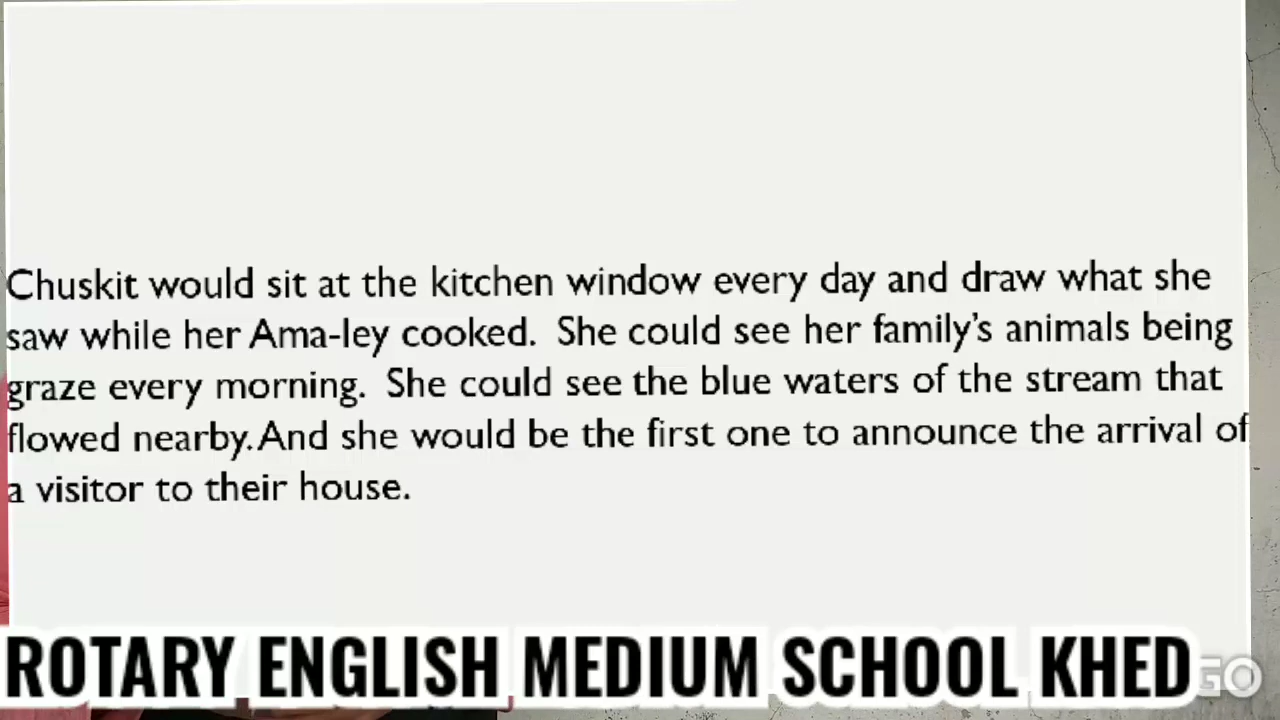 Chuskit would sit at the kitchen window every day and draw what she
saw while her Ama-ley cooked. She could see her family's animals being
graze every morning. She could see the blue waters of the stream that
flowed nearby. And she would be the first one to announce the arrival of
a visitor to their house.
ROTARY ENGLISH MEDIUM SCHOOL KHED
GO